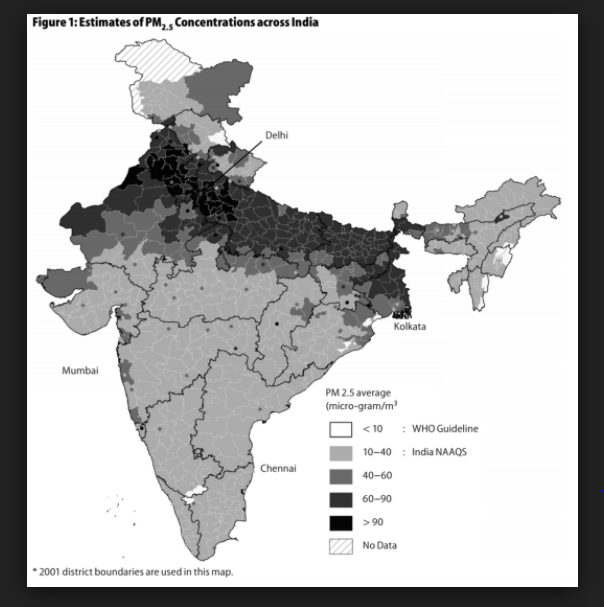 Figure 1: Estimates of PM2.5 Concentrations across India
Delhi
Kolkata
Mumbai
PM 2.5 average
(micro-gram/m³
< 10 : WHO Guideline
10–40 : India NAAQS
40–60
Chennai
60–90
> 90
No Data
* 2001 district boundaries are used in this map.